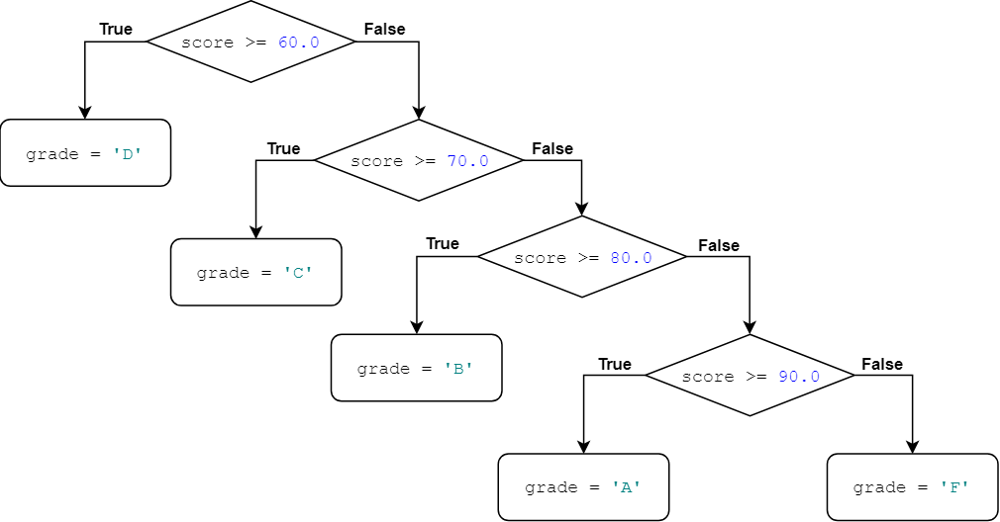 True
score >= 60.0
False
grade = 'D'
True
score >= 70.0
False
grade = 'C'
True
score >= 80.0
False
grade = 'B'
True
score >= 90.0
False
grade = 'A'
grade = 'F'